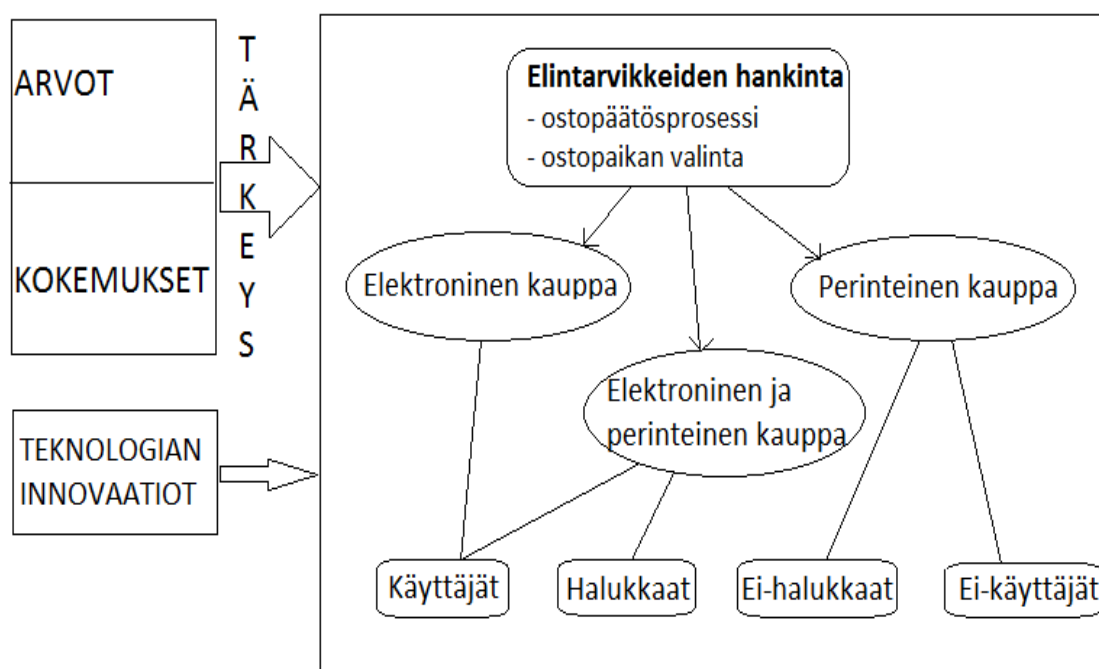 ARVOT
KOKEMUKSET
TÄRKEYS
TEKNOLOGIAN
INNOVAATIOT
Elintarvikkeiden hankinta
- ostopäätösprosessi
- ostopaikan valinta
Elektroninen kauppa
Perinteinen kauppa
Elektroninen ja
perinteinen kauppa
Käyttäjät
Halukkaat
Ei-halukkaat
Ei-käyttäjät